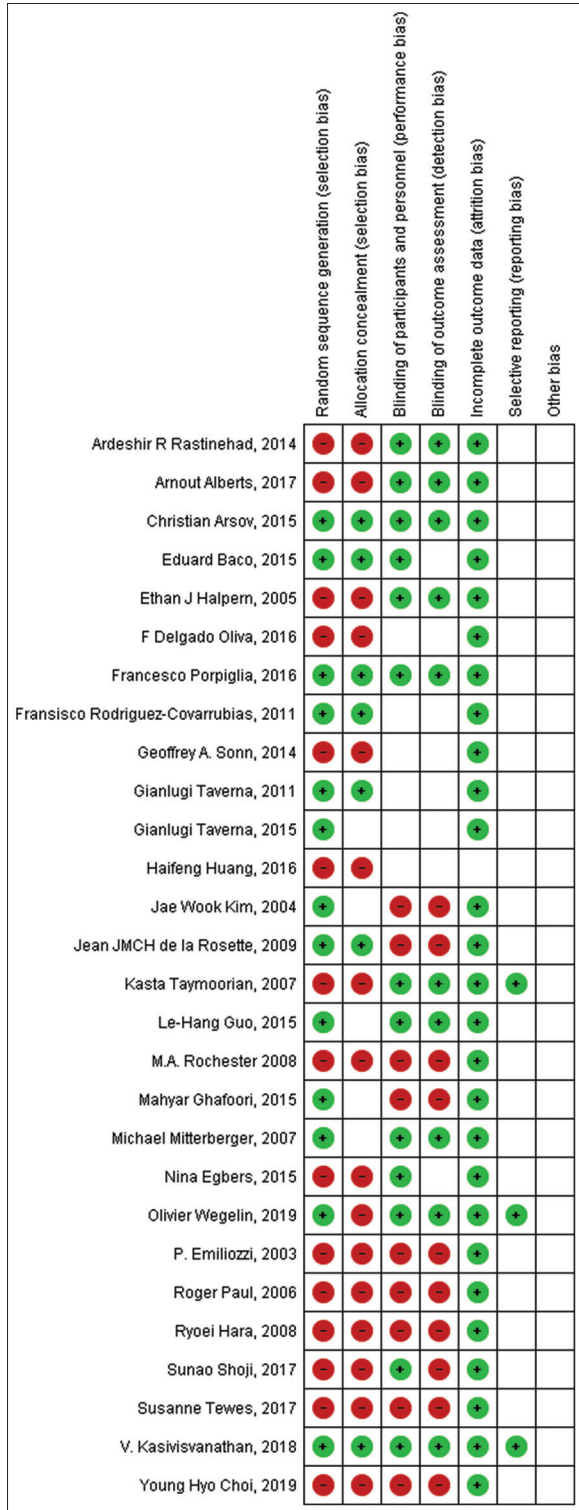 Random sequence generation (selection bias)
Allocation concealment (selection bias)
Blinding of participants and personnel (performance bias)
Blinding of outcome assessment (detection bias)
Incomplete outcome data (attrition bias)
Selective reporting (reporting bias)
Other bias
Ardeshir R Rastinehad, 2014 - - + + +
Arnout Alberts, 2017 - - + + +
Christian Arsov, 2015 + + + + +
Eduard Baco, 2015 + + + +
Ethan J Halpern, 2005 - - + + +
F Delgado Oliva, 2016 - - +
Francesco Porpiglia, 2016 + + + + +
Fransisco Rodriguez-Covarrubias, 2011 + + +
Geoffrey A. Sonn, 2014 - - +
Gianlugi Taverna, 2011 + + +
Gianlugi Taverna, 2015 + +
Haifeng Huang, 2016 - -
Jae Wook Kim, 2004 + - - +
Jean JMCH de la Rosette, 2009 + + - - +
Kasta Taymoorian, 2007 - - + + + +
Le-Hang Guo, 2015 + + + +
M.A. Rochester 2008 - - - - +
Mahyar Ghafoori, 2015 + - - +
Michael Mitterberger, 2007 + + + +
Nina Egbers, 2015 - - + +
Olivier Wegelin, 2019 + - + + + +
P. Emiliozzi, 2003 - - - - +
Roger Paul, 2006 - - - - +
Ryoei Hara, 2008 - - - - +
Sunao Shoji, 2017 - - + - +
Susanne Tewes, 2017 - - - - +
V. Kasivisvanathan, 2018 + + + + + +
Young Hyo Choi, 2019 - - - - +